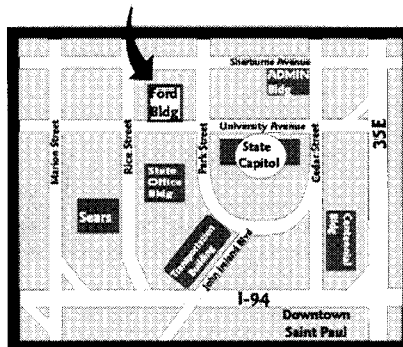 Sherburne Avenue
ADMIN
Bldg
Ford
Bldg
University Avenue
State
Capitol
Marion Street
Rice Street
Park Street
Cedar Street
35E
State
Office
Bldg
Sears
Transportation
Building
John Ireland Blvd
Centennial
Bldg
I-94
Downtown
Saint Paul